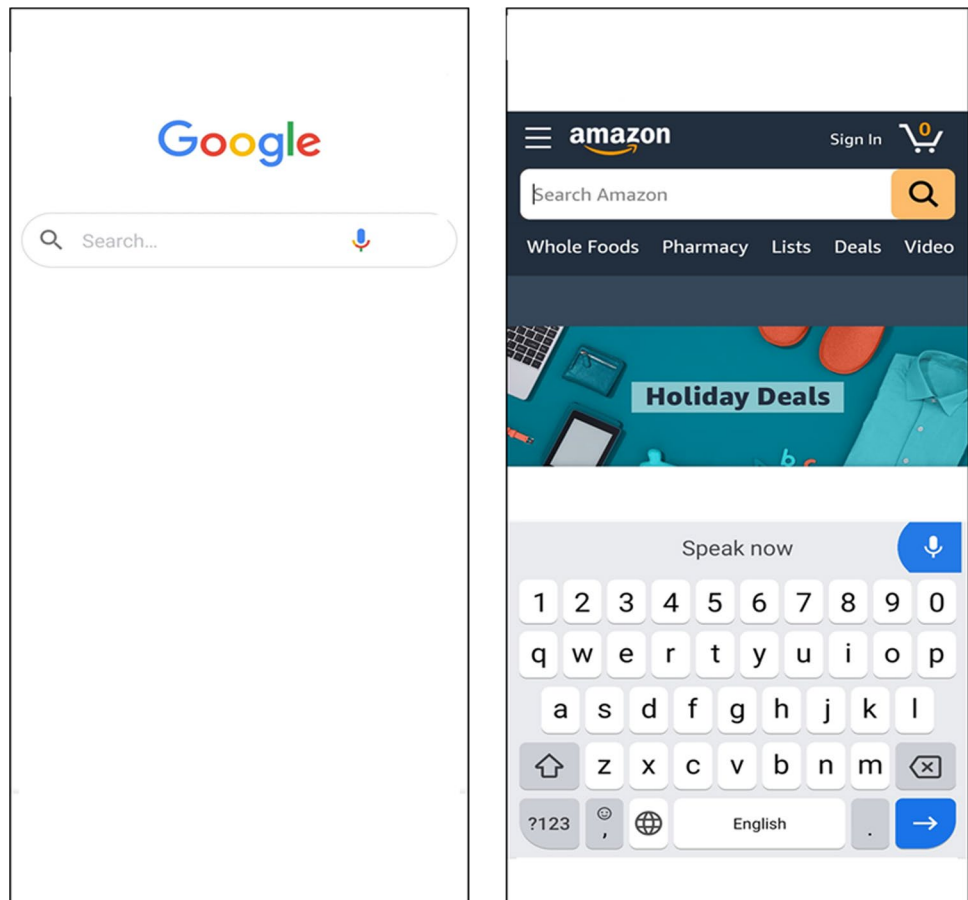 Google
Search...
amazon
Sign In
0
Search Amazon
Whole Foods Pharmacy Lists Deals Video
Holiday Deals
b c
Speak now
1 2 3 4 5 6 7 8 9 0
q w e r t y u i o p
a s d f g h j k l
z x c v b n m
?123 , English .